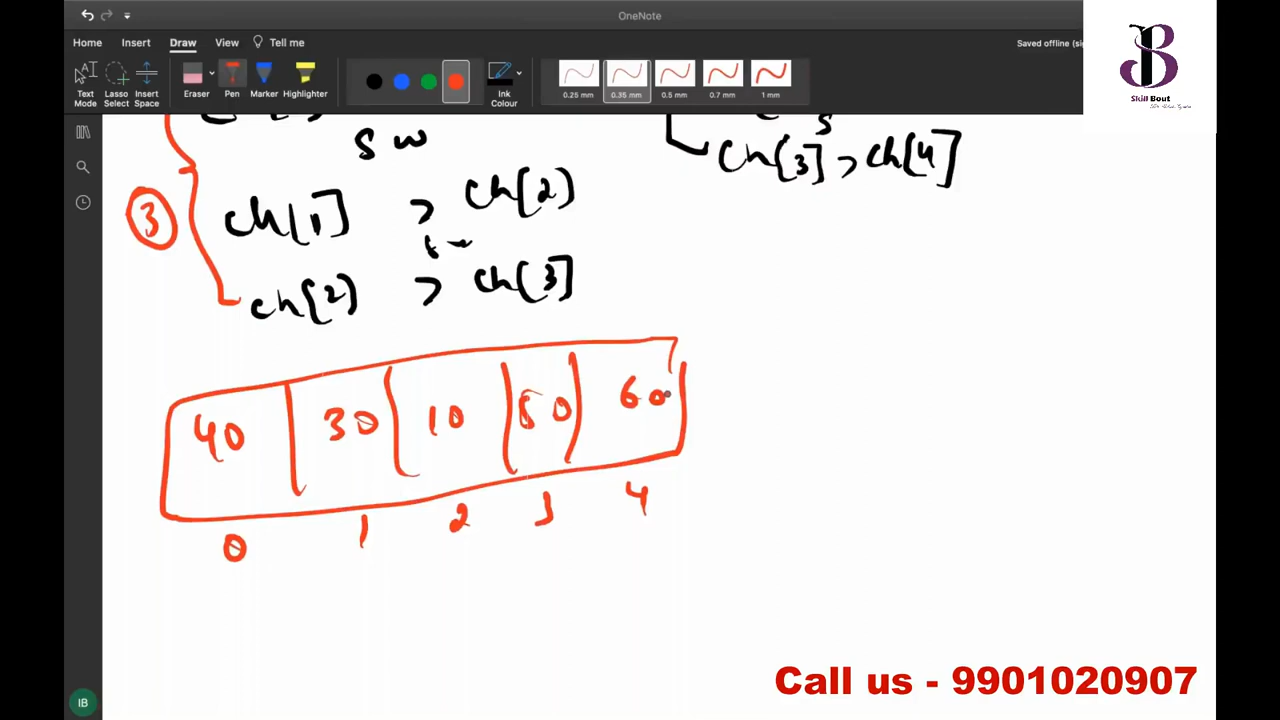 OneNote
Home Insert Draw View Tell me
Saved offline
Text Mode
Lasso Select
Insert Space
Eraser
Pen
Marker
Highlighter
Ink Colour
0.25 mm
0.35 mm
0.5 mm
0.7 mm
1 mm
Skill Bout
S w
ch[3] > ch[4]
3
ch[1] > ch[2]
ch[2] > ch[3]
40 30 10 50 60
0 1 2 3 4
IB
Call us - 9901020907